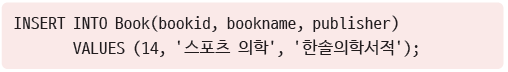 INSERT INTO Book(bookid, bookname, publisher)
VALUES (14, '스포츠 의학', '한솔의학서적');